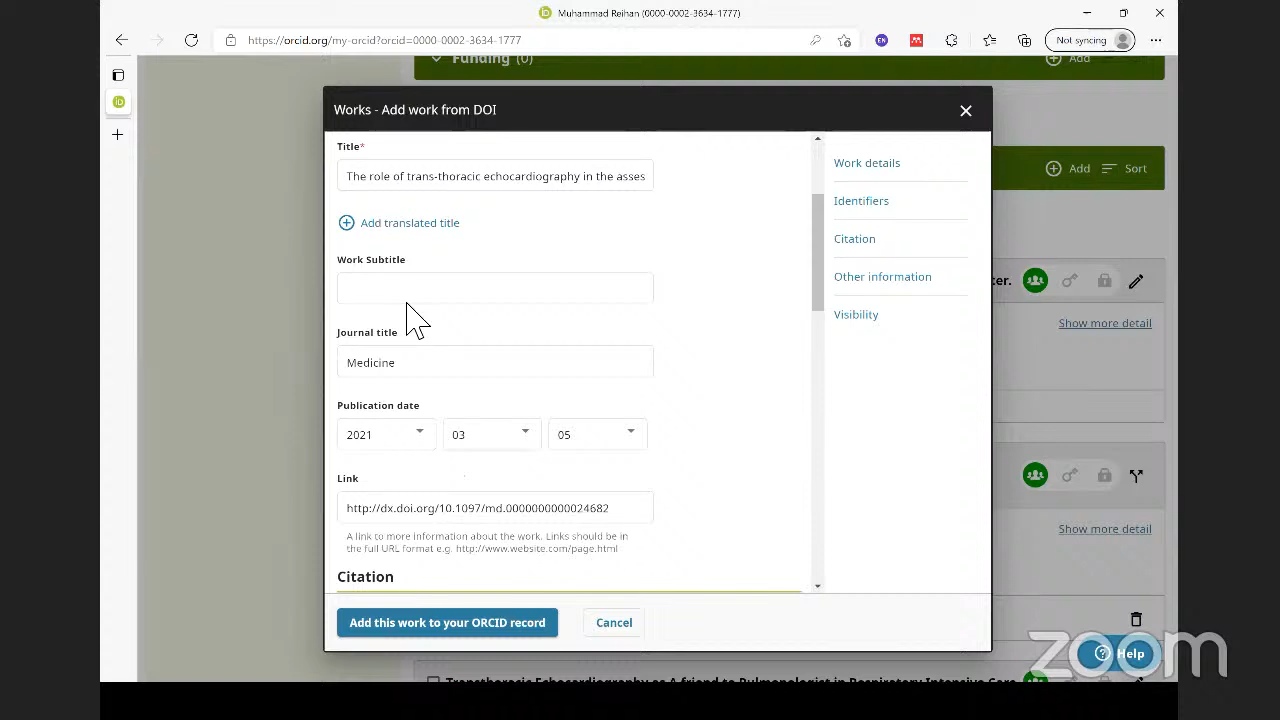 Muhammad Reihan (0000-0002-3634-1777)
https://orcid.org/my-orcid?orcid=0000-0002-3634-1777
EN
Not syncing
Funding (0)
Add
Works - Add work from DOI
Title*
The role of trans-thoracic echocardiography in the asses
Add translated title
Work Subtitle
Journal title
Medicine
Publication date
2021
03
05
Link
http://dx.doi.org/10.1097/md.0000000000024682
A link to more information about the work. Links should be in
the full URL format e.g. http://www.website.com/page.html
Citation
Add this work to your ORCID record
Cancel
Work details
Identifiers
Citation
Other information
Visibility
Add
Sort
ter.
Show more detail
Show more detail
Help
zoom
Transthoracic Echocardiography as A friend to Pulmonologist in Respiratory Intensive Care